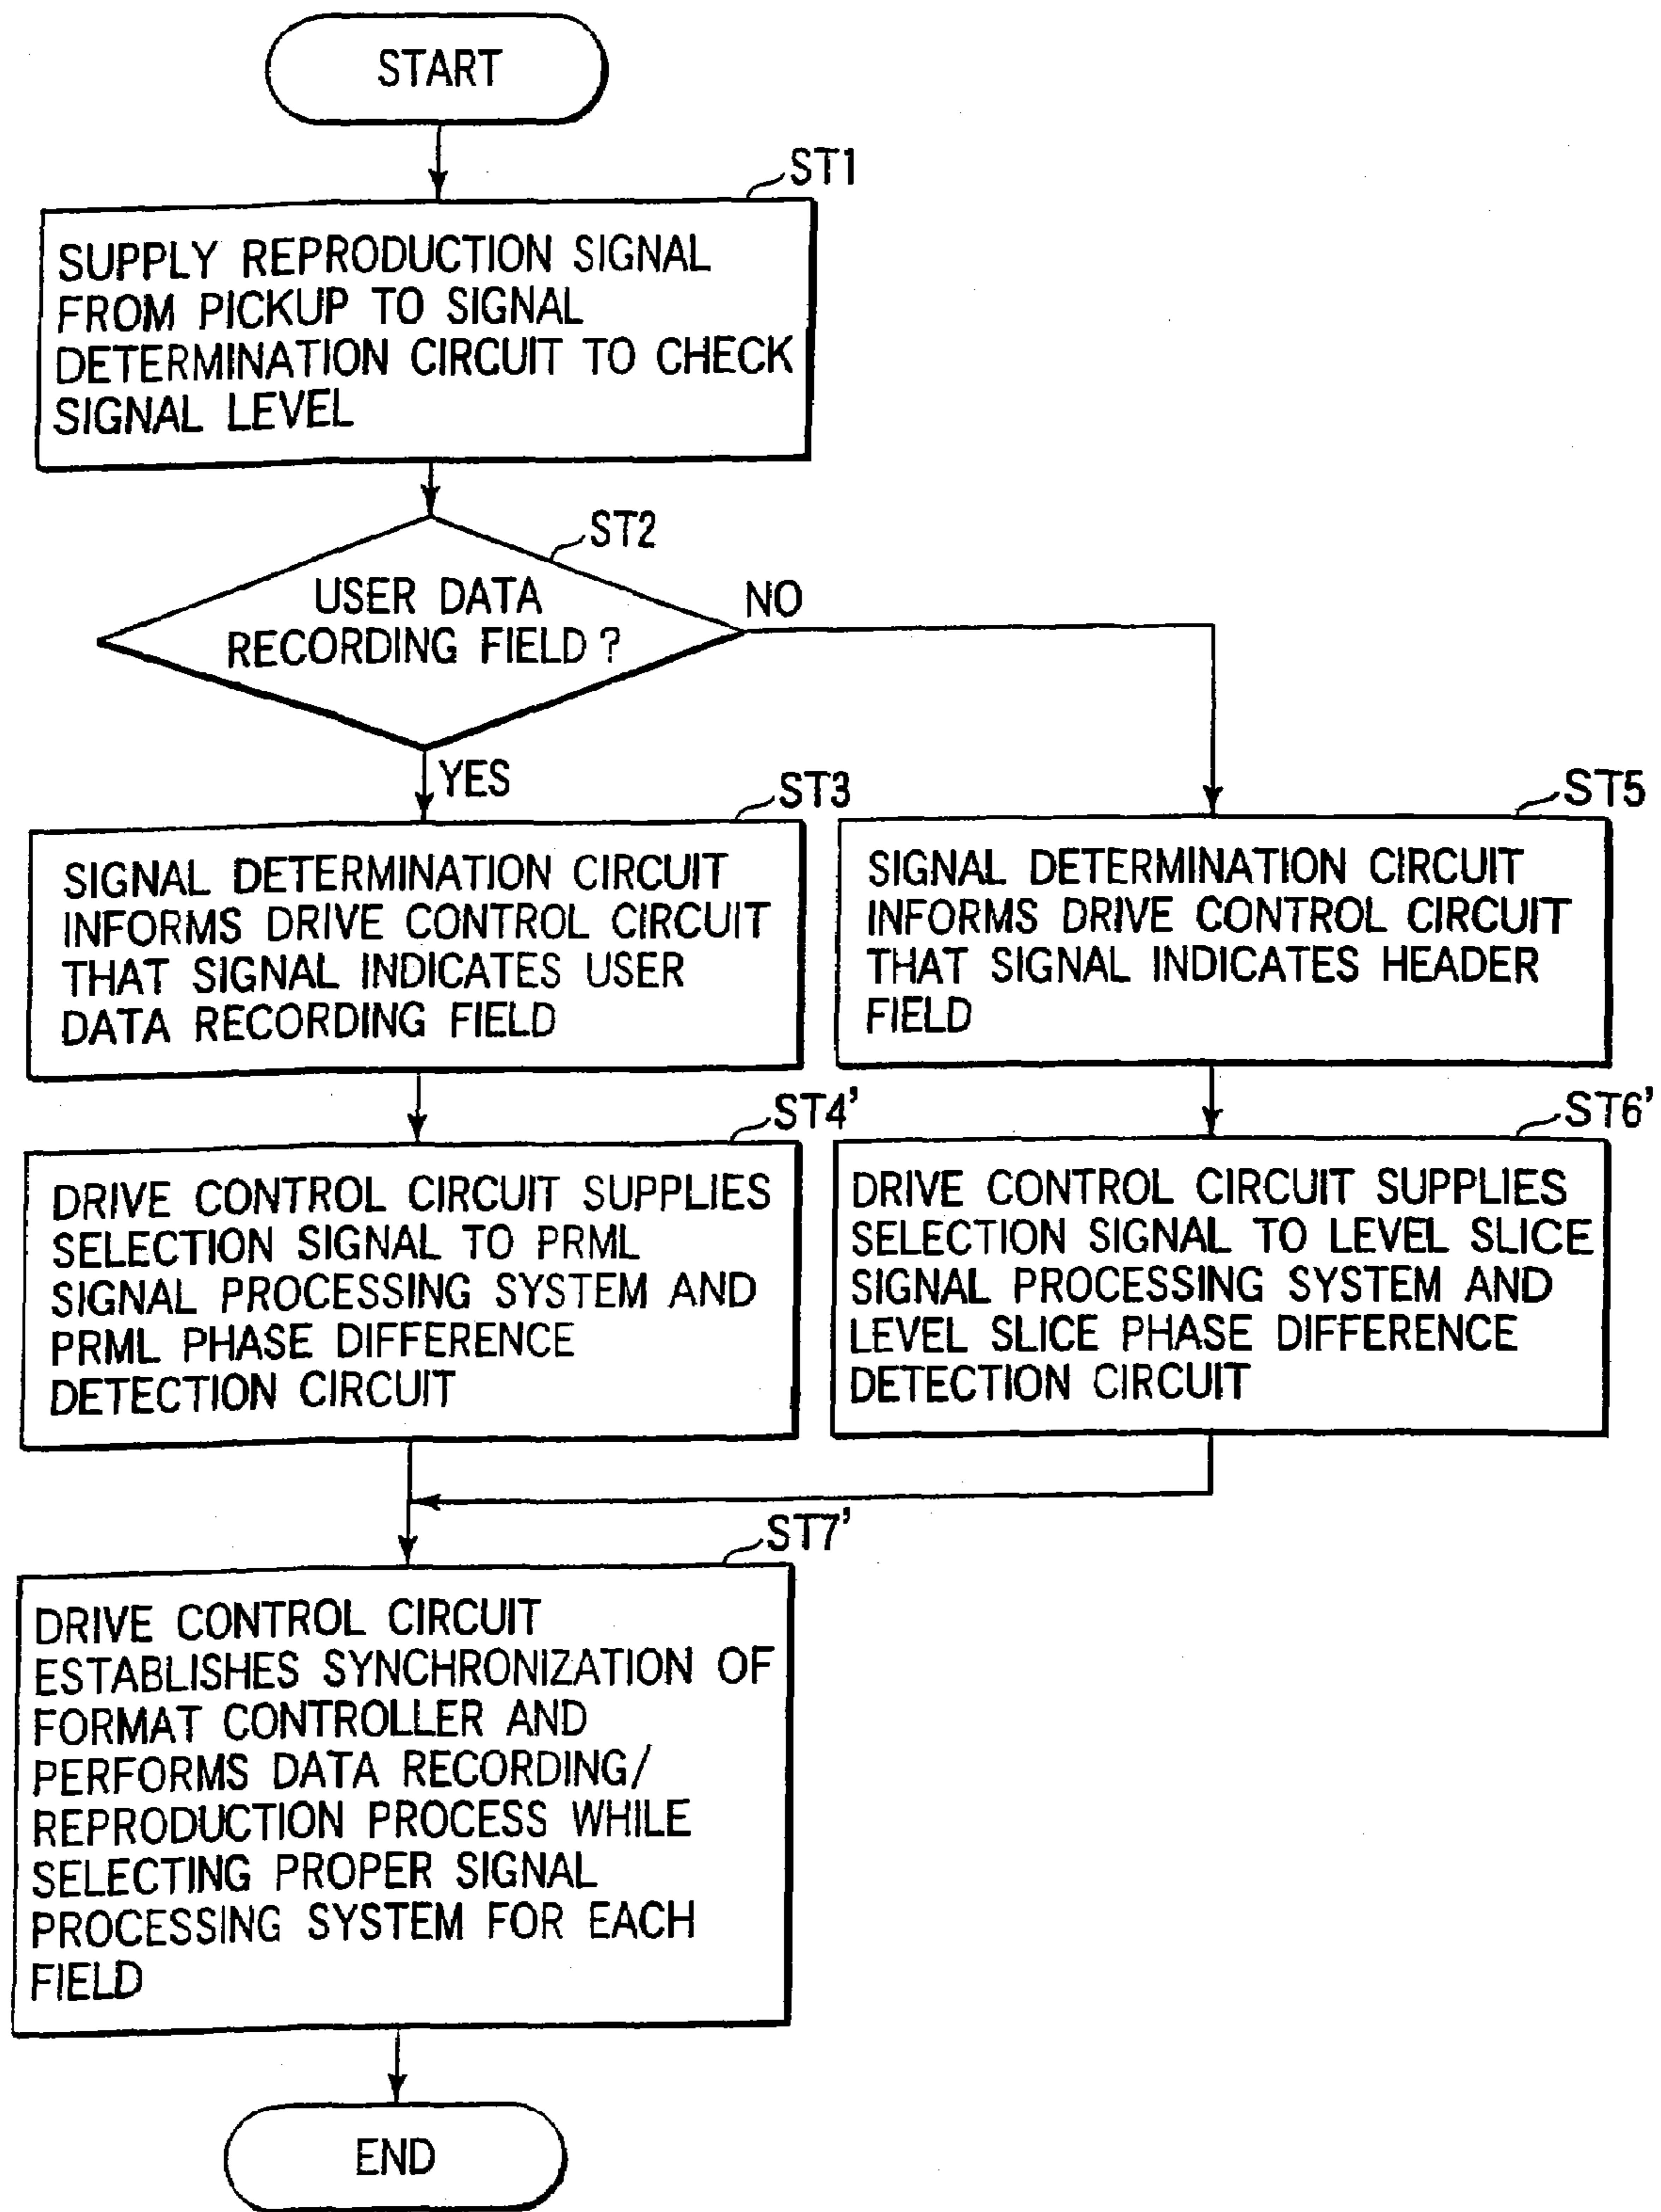 START
ST1
SUPPLY REPRODUCTION SIGNAL
FROM PICKUP TO SIGNAL
DETERMINATION CIRCUIT TO CHECK
SIGNAL LEVEL
ST2
USER DATA
RECORDING FIELD?
NO
YES
ST3
SIGNAL DETERMINATION CIRCUIT
INFORMS DRIVE CONTROL CIRCUIT
THAT SIGNAL INDICATES USER
DATA RECORDING FIELD
ST5
SIGNAL DETERMINATION CIRCUIT
INFORMS DRIVE CONTROL CIRCUIT
THAT SIGNAL INDICATES HEADER
FIELD
ST4'
DRIVE CONTROL CIRCUIT SUPPLIES
SELECTION SIGNAL TO PRML
SIGNAL PROCESSING SYSTEM AND
PRML PHASE DIFFERENCE
DETECTION CIRCUIT
ST6'
DRIVE CONTROL CIRCUIT SUPPLIES
SELECTION SIGNAL TO LEVEL SLICE
SIGNAL PROCESSING SYSTEM AND
LEVEL SLICE PHASE DIFFERENCE
DETECTION CIRCUIT
ST7'
DRIVE CONTROL CIRCUIT
ESTABLISHES SYNCHRONIZATION OF
FORMAT CONTROLLER AND
PERFORMS DATA RECORDING/
REPRODUCTION PROCESS WHILE
SELECTING PROPER SIGNAL
PROCESSING SYSTEM FOR EACH
FIELD
END